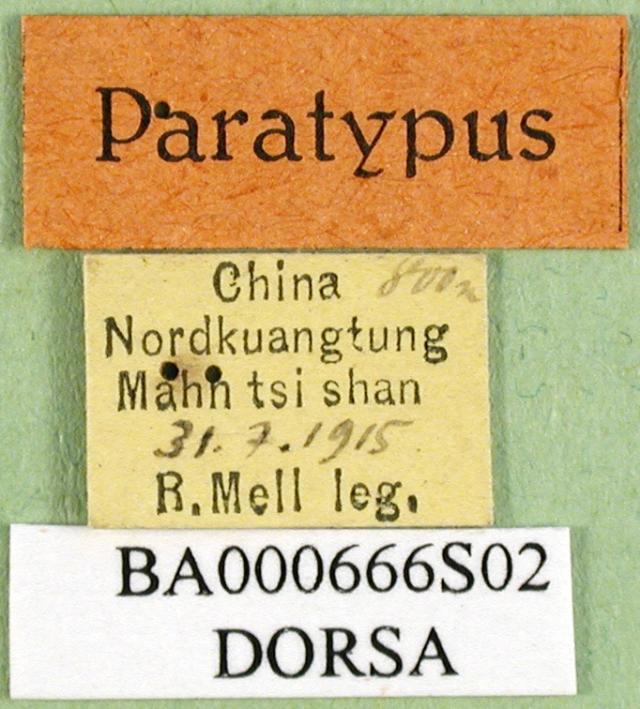 Paratypus
China 800m
Nordkuangtung
Mahn tsi shan
31. 7. 1915
R. Mell leg.
BA000666S02
DORSA